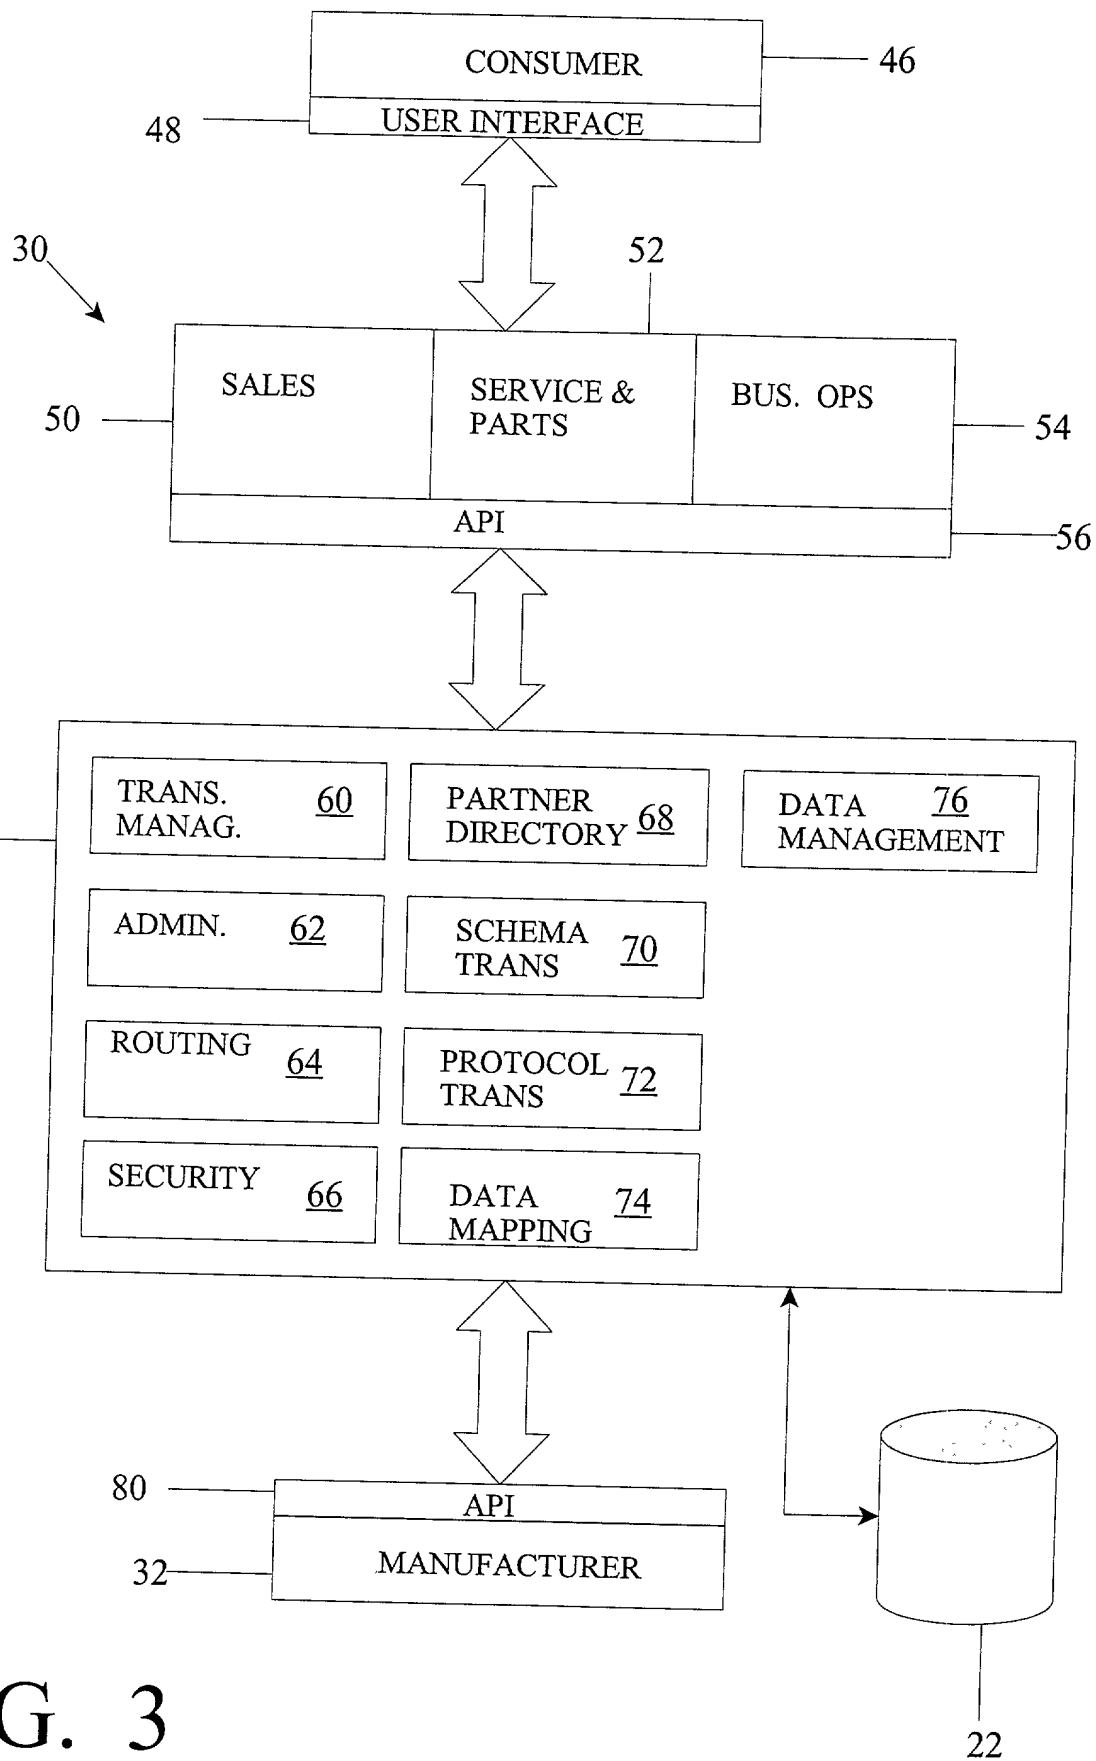 CONSUMER
46
48
USER INTERFACE
30
52
SALES
SERVICE &
PARTS
BUS. OPS
50
54
API
56
TRANS.
MANAG.
60
PARTNER
DIRECTORY
68
DATA
MANAGEMENT
76
ADMIN.
62
SCHEMA
TRANS
70
ROUTING
64
PROTOCOL
TRANS
72
SECURITY
66
DATA
MAPPING
74
80
API
32
MANUFACTURER
22
G. 3